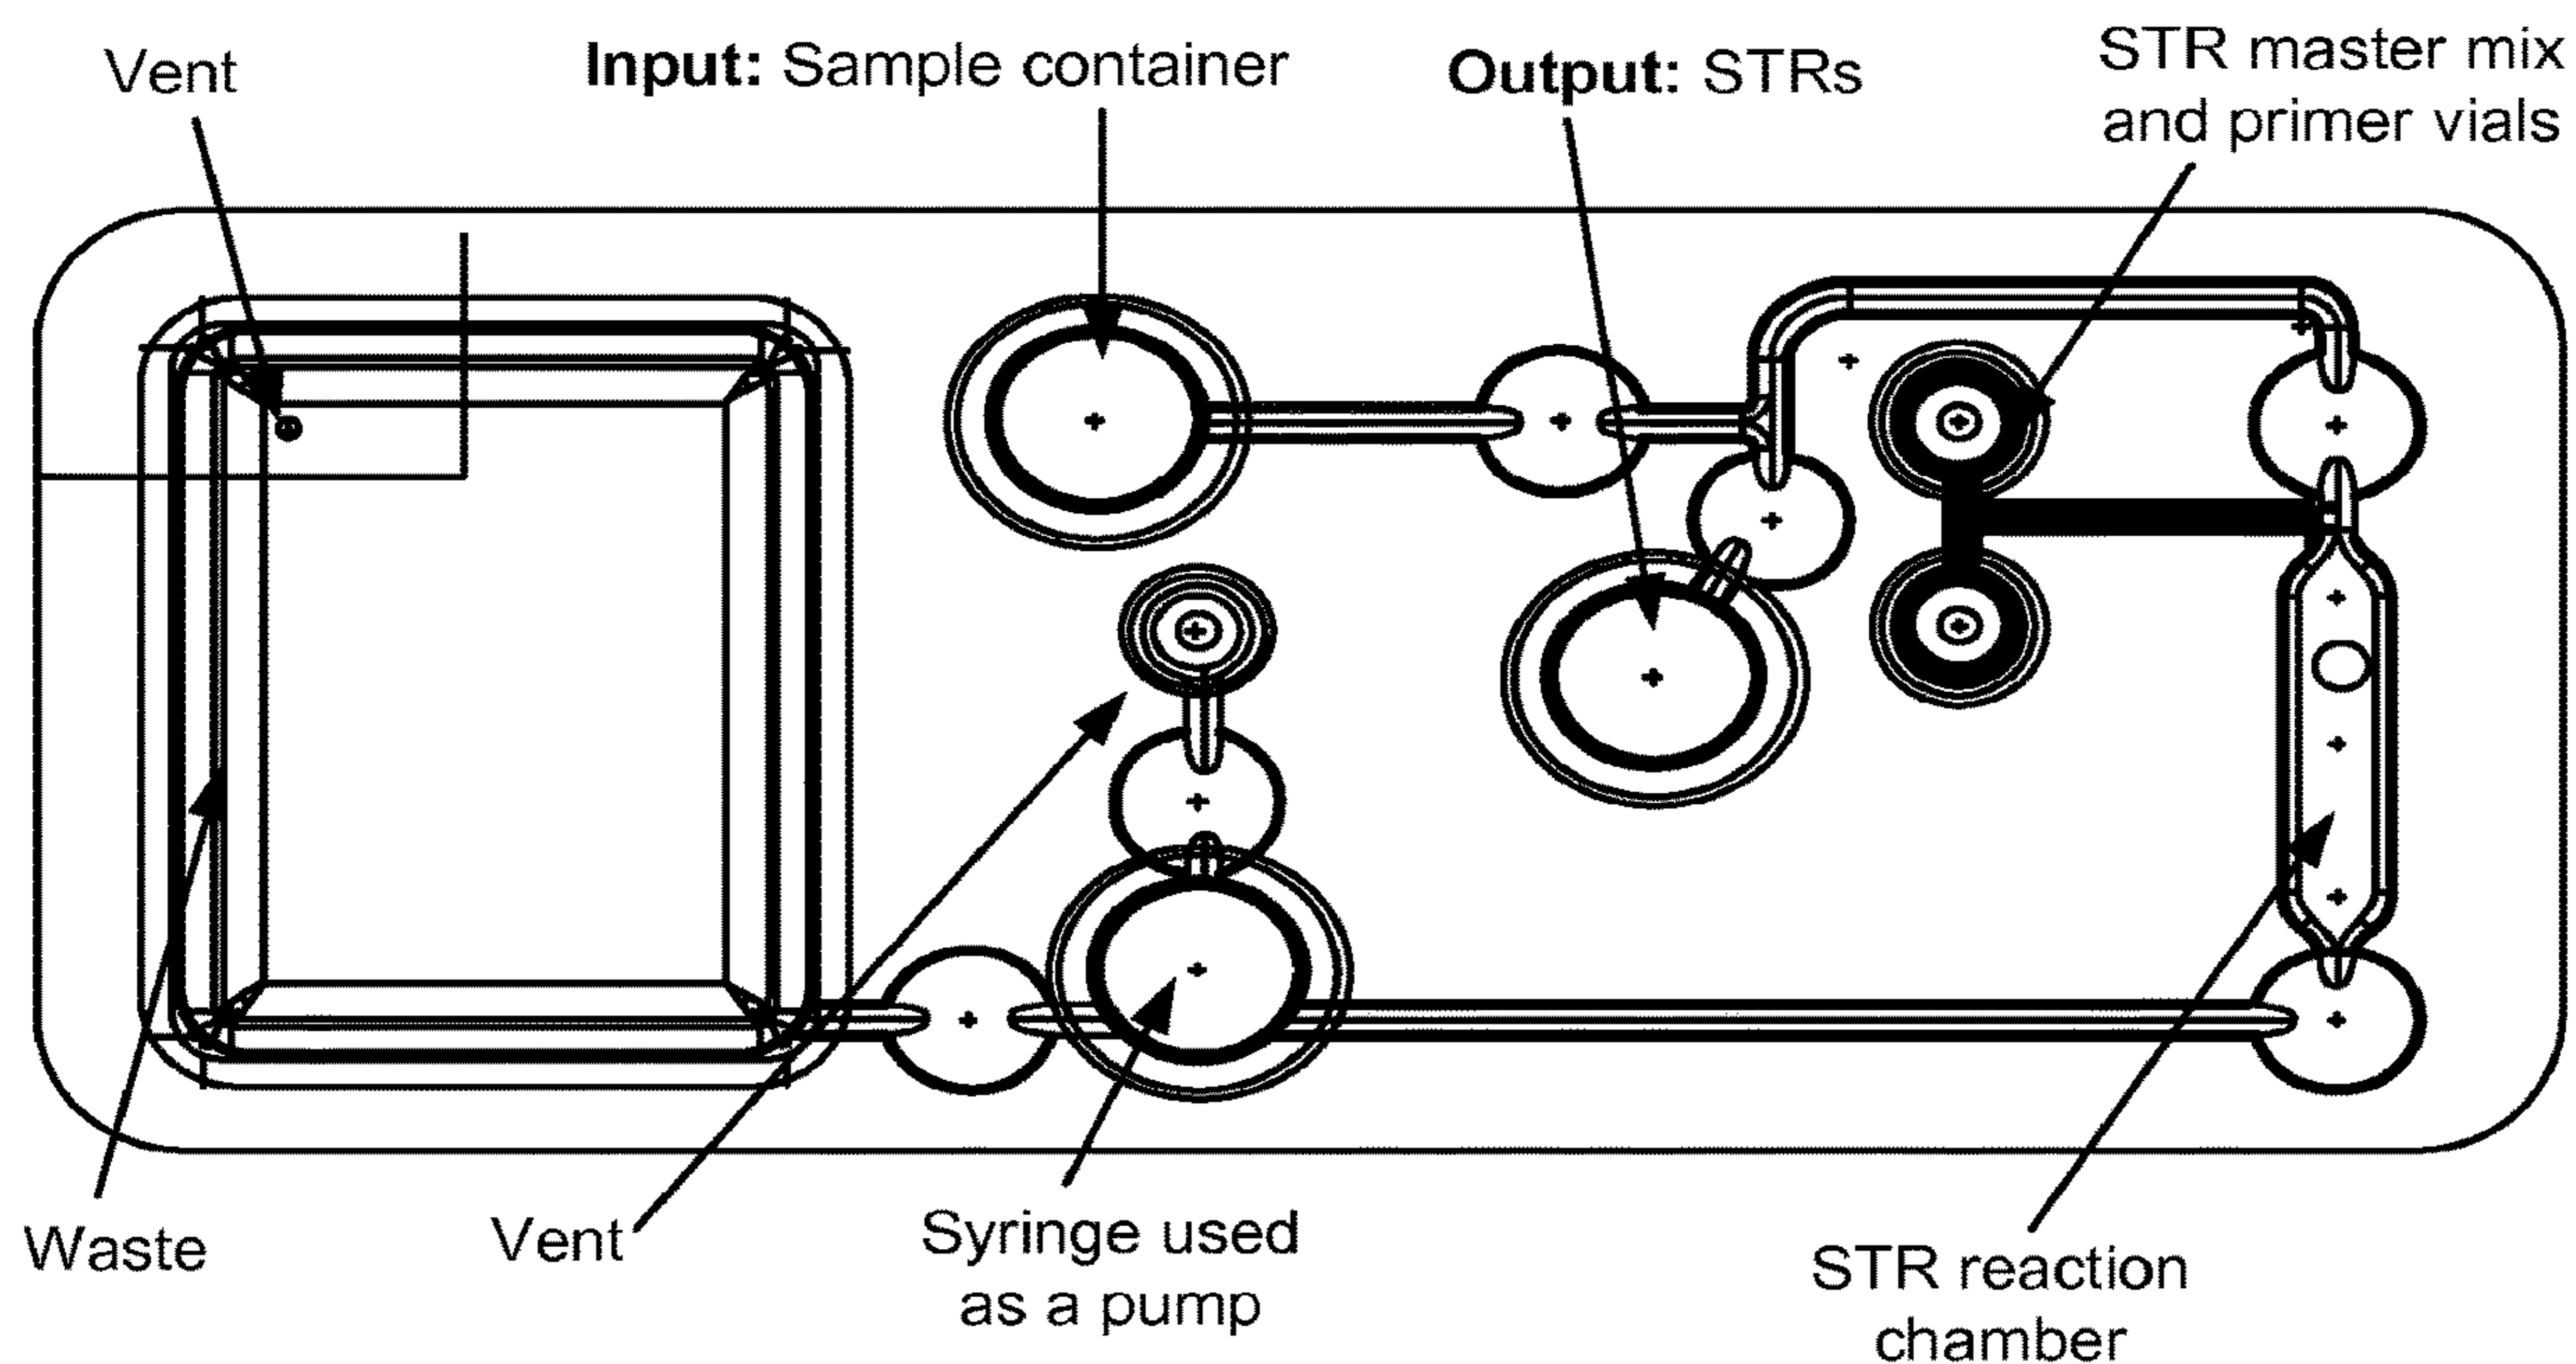 Vent
Input: Sample container
Output: STRs
STR master mix
and primer vials
Waste
Vent
Syringe used
as a pump
STR reaction
chamber